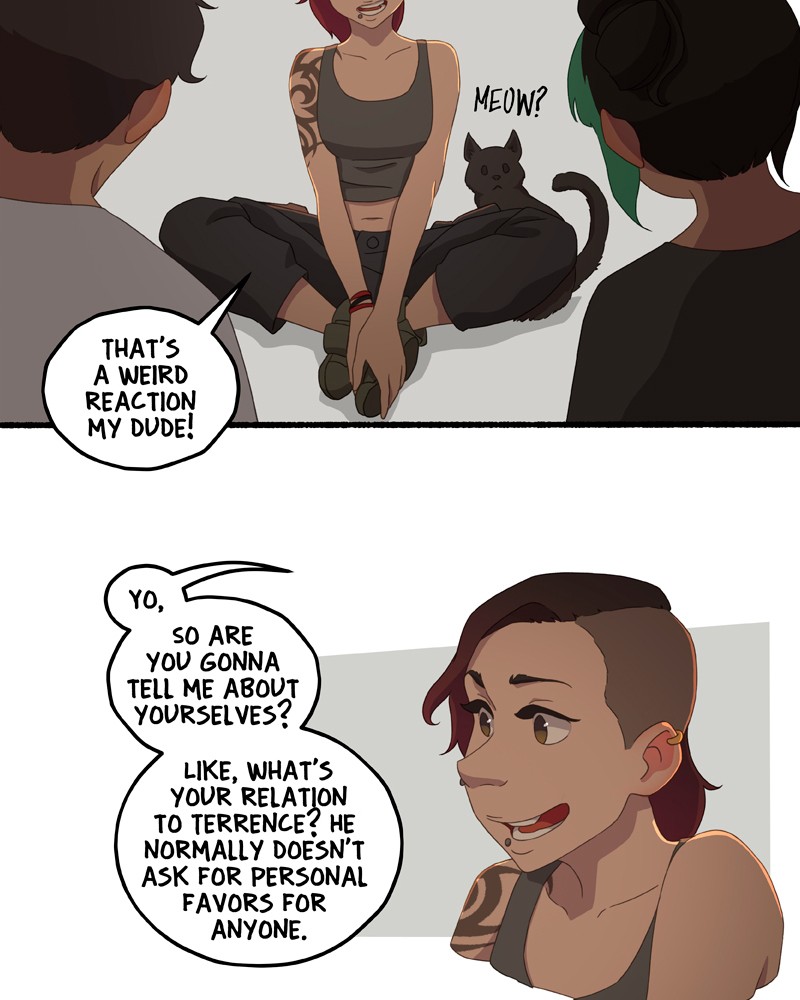 MEOW?
THAT'S
A WEIRD
REACTION
MY DUDE!
YO,
SO ARE
YOU GONNA
TELL ME ABOUT
YOURSELVES?
LIKE, WHAT'S
YOUR RELATION
TO TERRENCE? HE
NORMALLY DOESN'T
ASK FOR PERSONAL
FAVORS FOR
ANYONE.